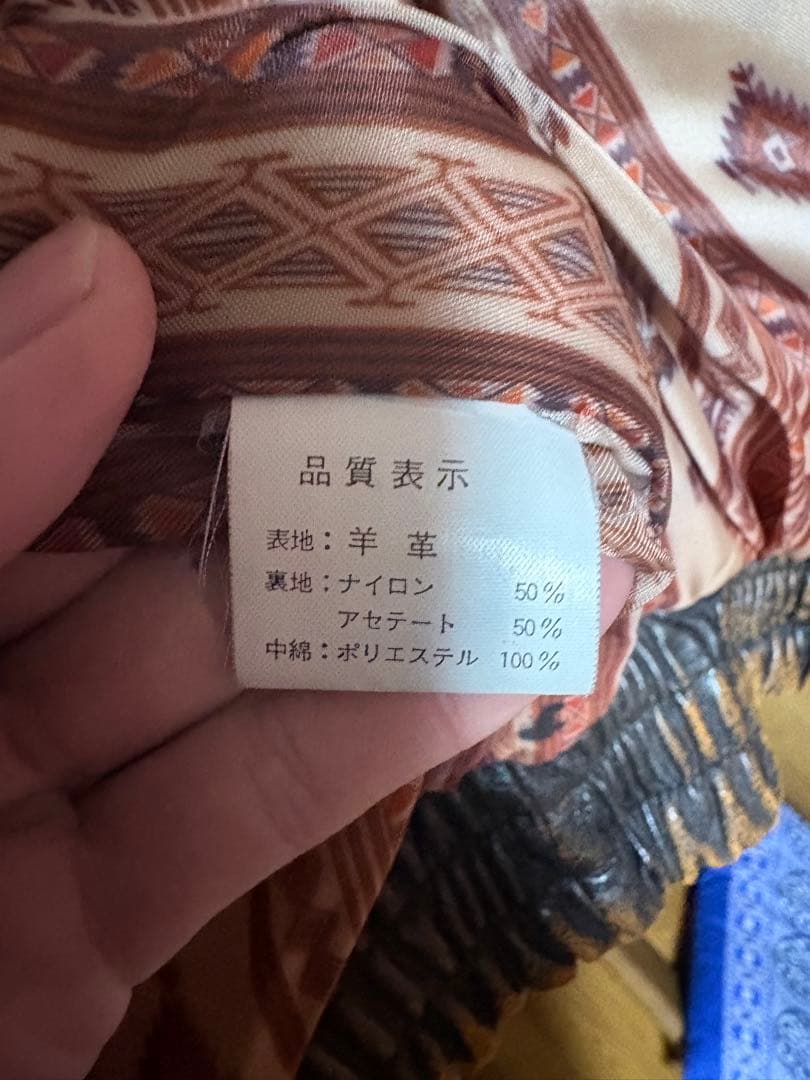 品質表示
表地：羊 革
裏地：ナイロン 50%
アセテート 50%
中綿：ポリエステル 100%